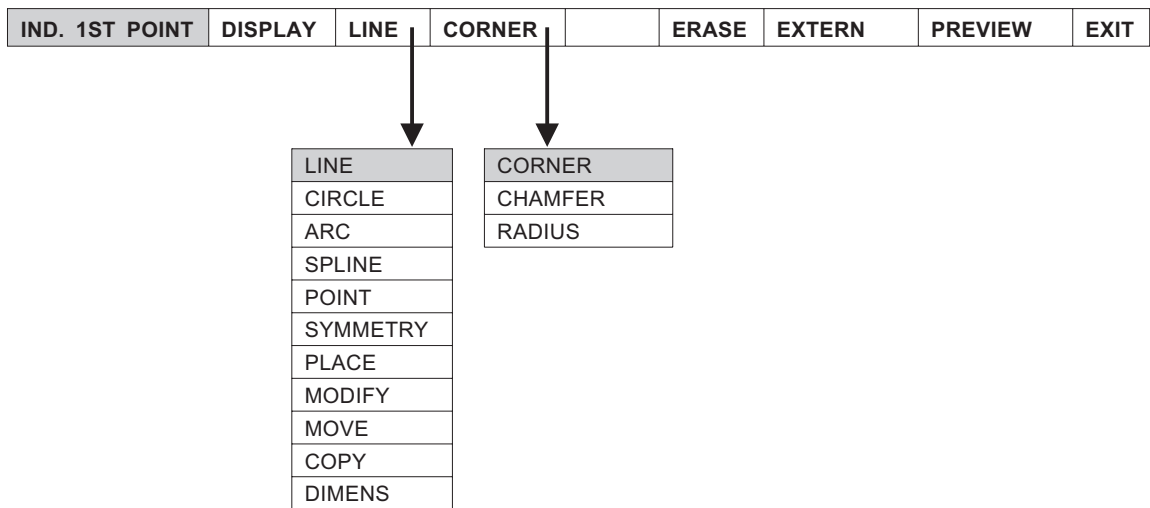 IND. 1ST POINT DISPLAY LINE CORNER ERASE EXTERN PREVIEW EXIT
LINE
CIRCLE
ARC
SPLINE
POINT
SYMMETRY
PLACE
MODIFY
MOVE
COPY
DIMENS
CORNER
CHAMFER
RADIUS